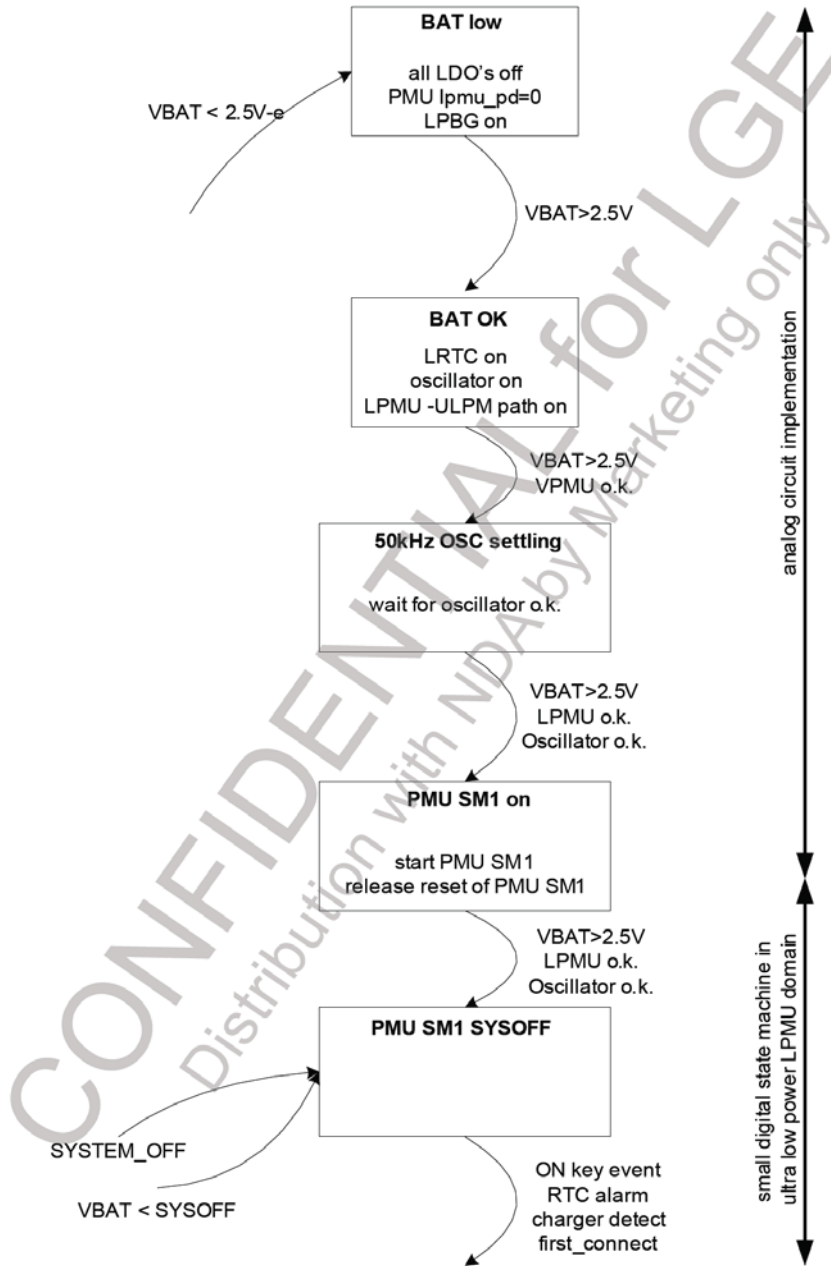 BAT low
all LDO's off
PMU lpmu_pd=0
LPBG on
VBAT < 2.5V-e
VBAT>2.5V
BAT OK
LRTC on
oscillator on
LPMU -ULPM path on
VBAT>2.5V
VPMU o.k.
50kHz OSC settling
wait for oscillator o.k.
VBAT>2.5V
LPMU o.k.
Oscillator o.k.
PMU SM1 on
start PMU SM1
release reset of PMU SM1
VBAT>2.5V
LPMU o.k.
Oscillator o.k.
PMU SM1 SYSOFF
SYSTEM_OFF
VBAT < SYSOFF
ON key event
RTC alarm
charger detect
first_connect
analog circuit implementation
small digital state machine in
ultra low power LPMU domain
CONFIDENTIAL for LGE
Distribution with NDA by Marketing only